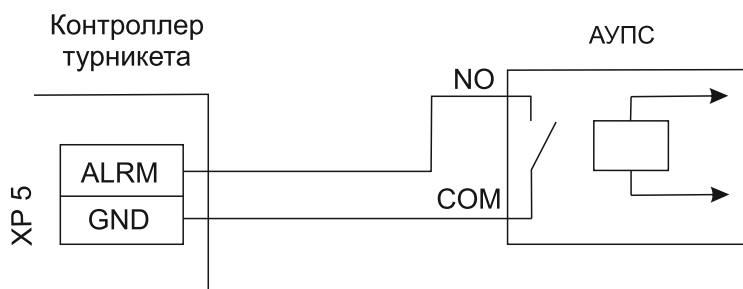 Контроллер
турникета
АУПС
NO
ALRM
COM
GND
XP 5